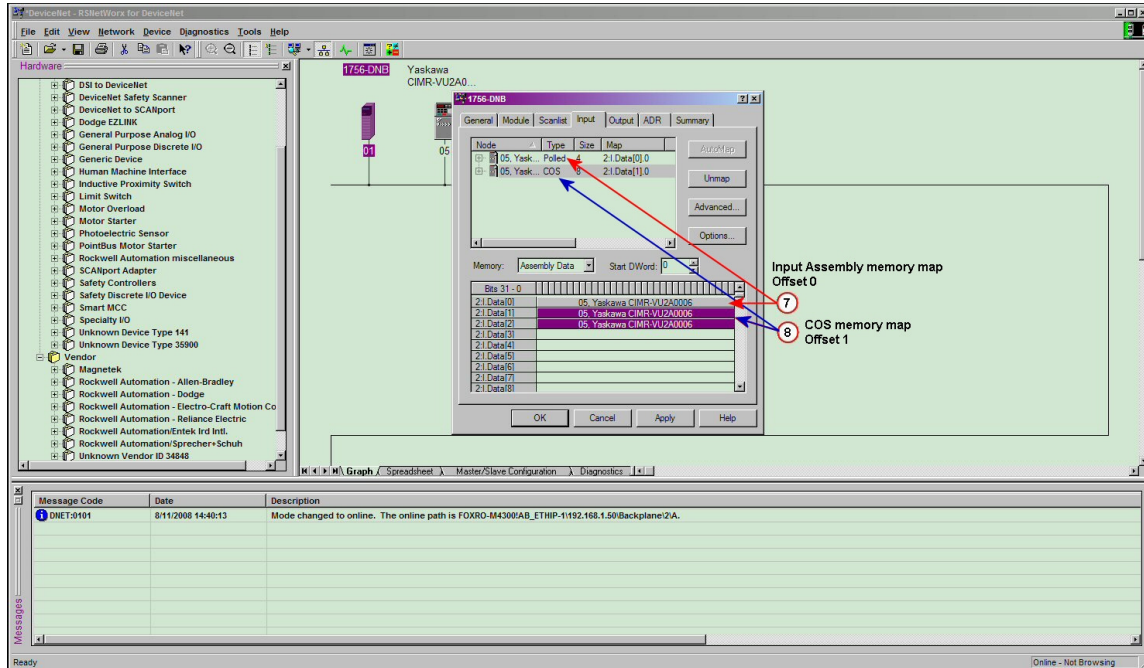 *DeviceNet - RSNetWorx for DeviceNet
File Edit View Network Device Diagnostics Tools Help
Hardware
DSI to DeviceNet
DeviceNet Safety Scanner
DeviceNet to SCANport
Dodge EZLINK
General Purpose Analog I/O
General Purpose Discrete I/O
Generic Device
Human Machine Interface
Inductive Proximity Switch
Limit Switch
Motor Overload
Motor Starter
Photoelectric Sensor
PointBus Motor Starter
Rockwell Automation miscellaneous
SCANport Adapter
Safety Controllers
Safety Discrete I/O Device
Smart MCC
Specialty I/O
Unknown Device Type 141
Unknown Device Type 35900
Vendor
Magnetek
Rockwell Automation - Allen-Bradley
Rockwell Automation - Dodge
Rockwell Automation - Electro-Craft Motion Co
Rockwell Automation - Reliance Electric
Rockwell Automation/Entek Ird Intl.
Rockwell Automation/Sprecher+Schuh
Unknown Vendor ID 34848
1756-DNB
Yaskawa
CIMR-VU2A0...
01
05
1756-DNB
General Module Scanlist Input Output ADR Summary
Node Type Size Map
05, Yask... Polled 4 2:I.Data[0].0
05, Yask... COS 8 2:I.Data[1].0
AutoMap
Unmap
Advanced...
Options...
Memory: Assembly Data Start DWord: 0
Bits 31 - 0
2:I.Data[0] 05, Yaskawa CIMR-VU2A0006
2:I.Data[1] 05, Yaskawa CIMR-VU2A0006
2:I.Data[2] 05, Yaskawa CIMR-VU2A0006
2:I.Data[3]
2:I.Data[4]
2:I.Data[5]
2:I.Data[6]
2:I.Data[7]
2:I.Data[8]
OK Cancel Apply Help
Input Assembly memory map
Offset 0
7
8
COS memory map
Offset 1
Graph Spreadsheet Master/Slave Configuration Diagnostics
Message Code Date Description
DNET:0101 8/11/2008 14:40:13 Mode changed to online. The online path is FOXRO-M4300!AB_ETHIP-1\192.168.1.50\Backplane\2\A.
Messages
Ready
Online - Not Browsing